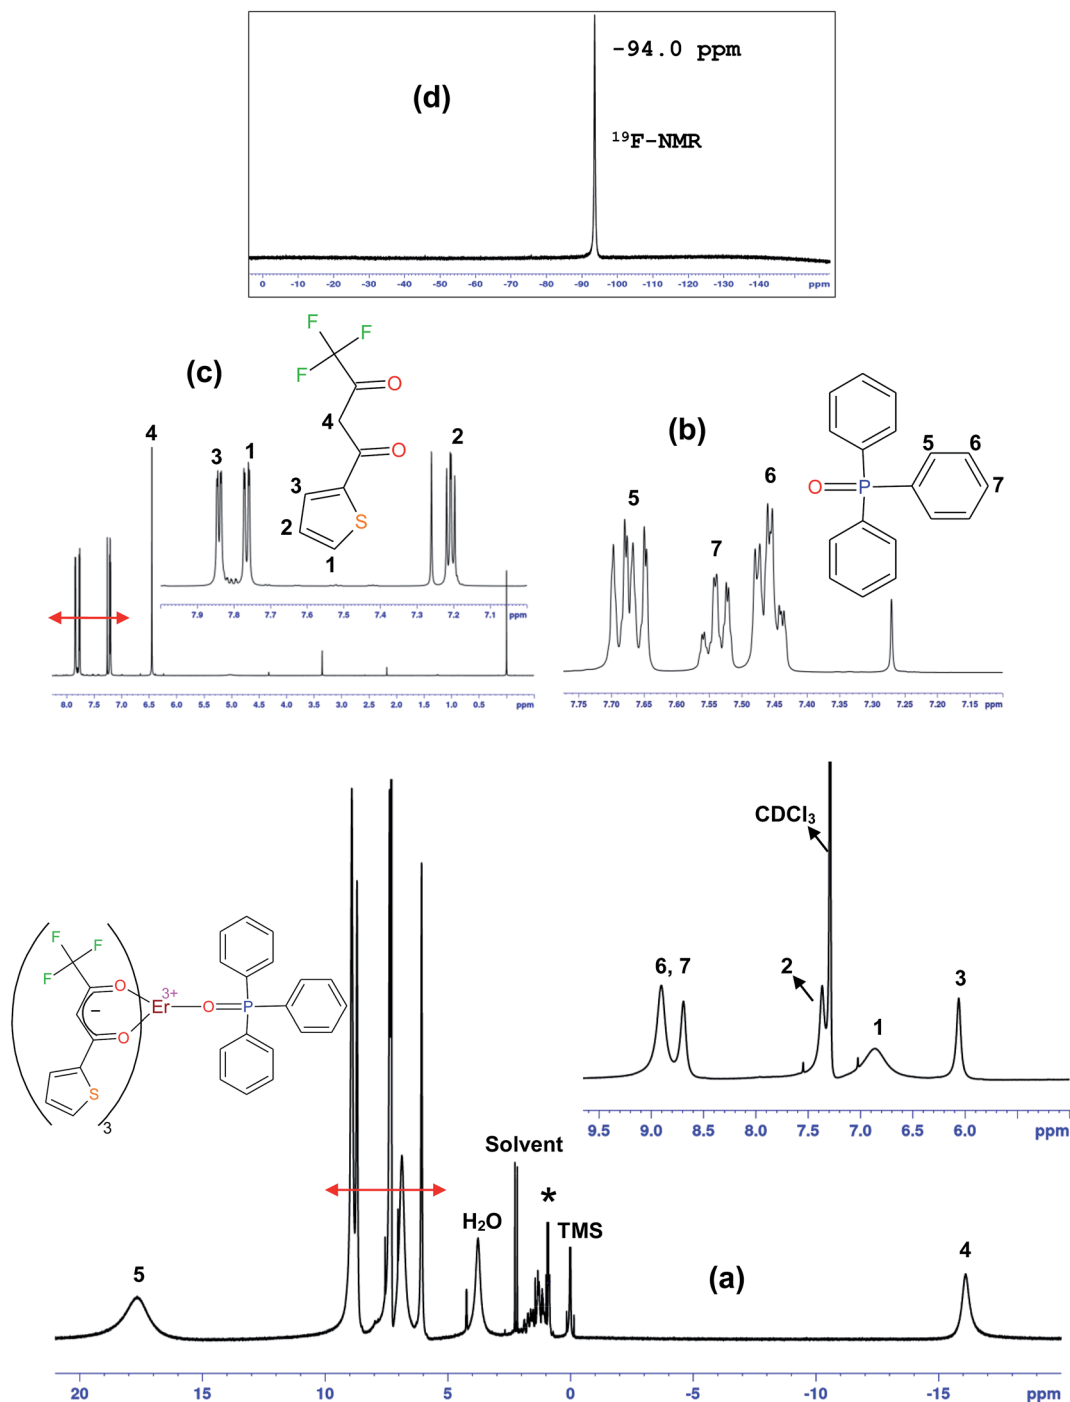 -94.0 ppm
(d)
¹⁹F-NMR
0 -10 -20 -30 -40 -50 -60 -70 -80 -90 -100 -110 -120 -130 -140 ppm
(c)
F
F
F
O
4
O
3
2
S
1
4
3
1
2
7.9 7.8 7.7 7.6 7.5 7.4 7.3 7.2 ppm
8.0 7.5 7.0 6.5 6.0 5.5 5.0 4.5 4.0 3.5 3.0 2.5 2.0 1.5 1.0 0.5 ppm
(b)
5
7
6
O P
5
6
7
7.75 7.70 7.65 7.60 7.55 7.50 7.45 7.40 7.35 7.30 7.25 7.20 7.15 ppm
CDCl₃
6, 7
2
1
3
9.5 9.0 8.5 8.0 7.5 7.0 6.5 6.0 ppm
F
F
F
O
−
Er
3+
O
P
O
S
3
5
H₂O
Solvent
*
TMS
(a)
4
20 15 10 5 0 -5 -10 -15 ppm